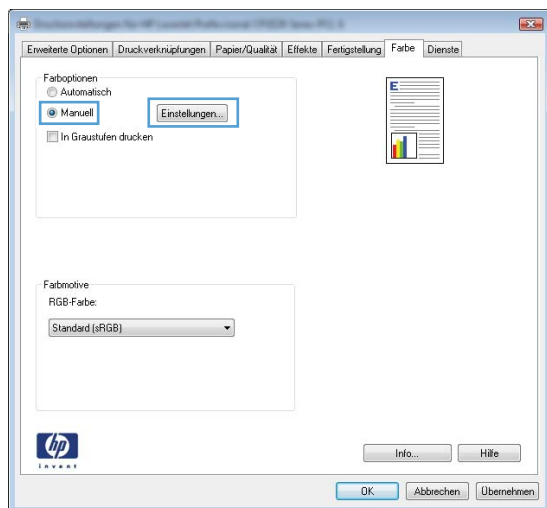 Erweiterte Optionen Druckverknüpfungen Papier/Qualität Effekte Fertigstellung Farbe Dienste
Farboptionen
Automatisch
Manuell Einstellungen...
In Graustufen drucken
E
Farbmotive
RGB-Farbe:
Standard (sRGB)
hp
invent
Info... Hilfe
OK Abbrechen Übernehmen